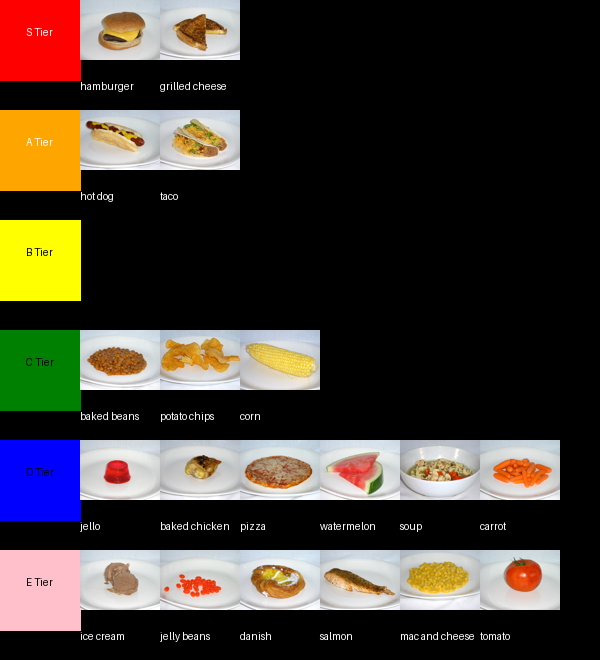 S Tier
hamburger grilled cheese
A Tier
hot dog taco
B Tier
C Tier
baked beans potato chips corn
D Tier
jello baked chicken pizza watermelon soup carrot
E Tier
ice cream jelly beans danish salmon mac and cheese tomato